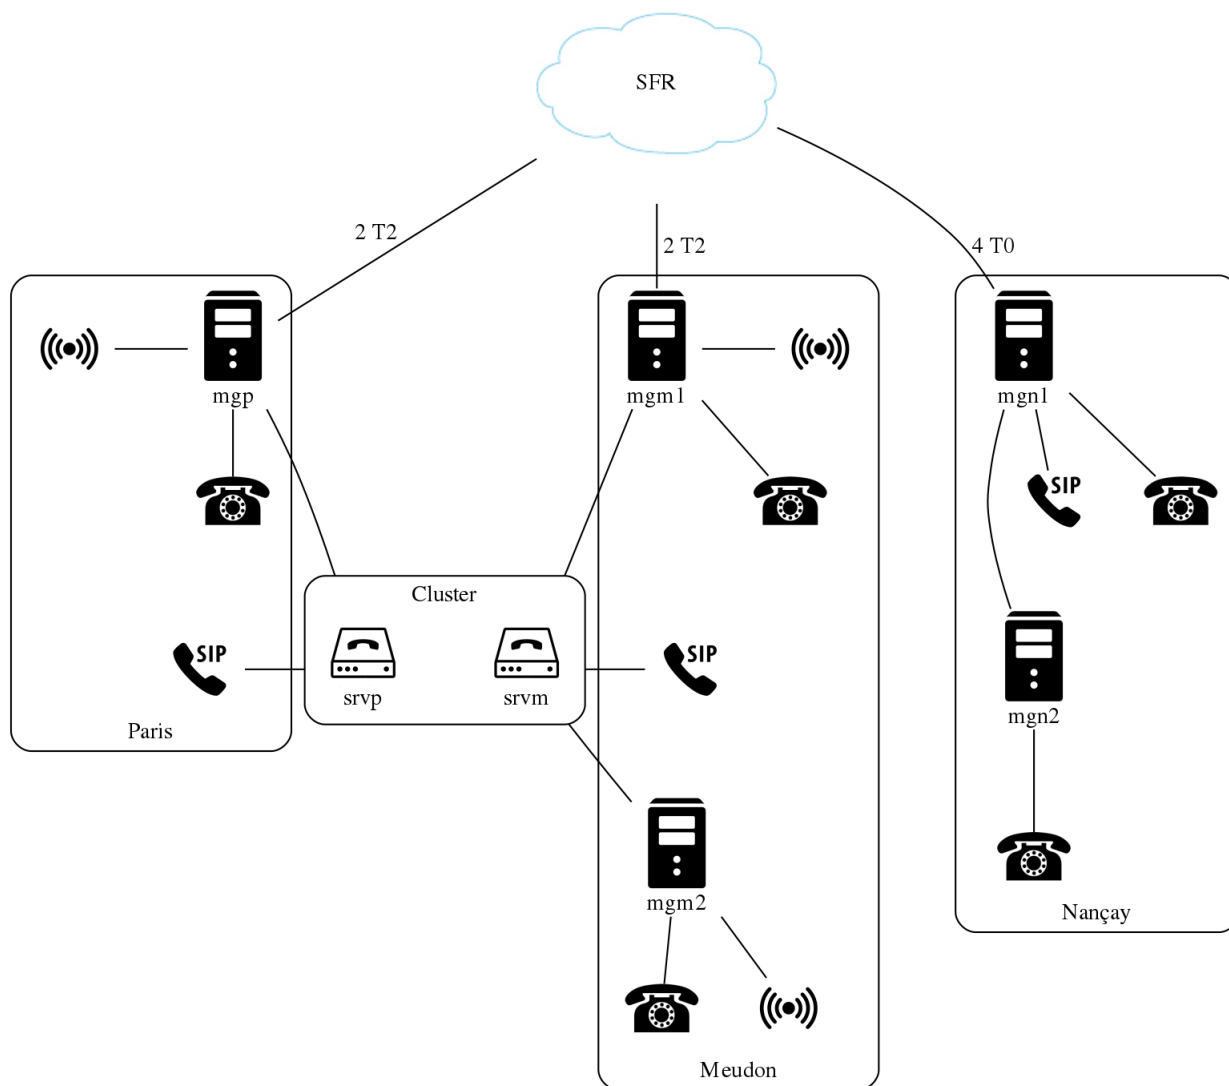 SFR
2 T2
2 T2
4 T0
mgp
mgm1
mgn1
SIP
Cluster
SIP
SIP
srvp
srvm
mgn2
Paris
mgm2
Nançay
Meudon